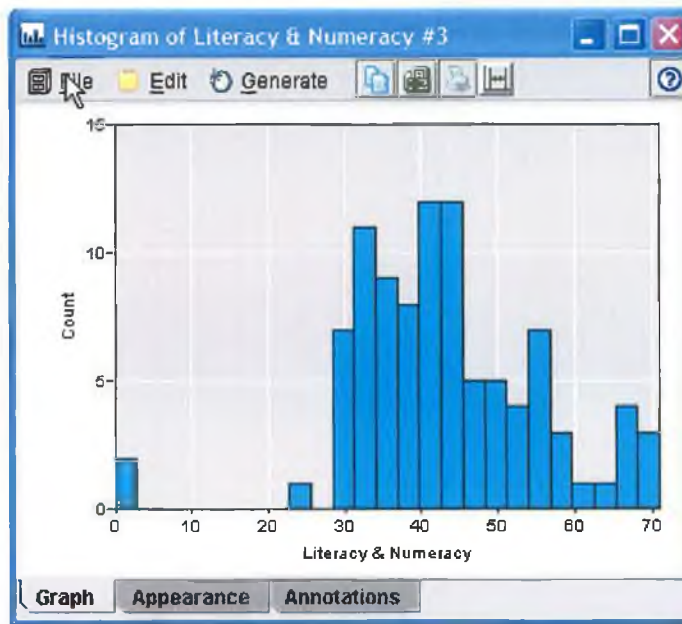 Histogram of Literacy & Numeracy #3
File Edit Generate
15
10
5
0
Count
0 10 20 30 40 50 60 70
Literacy & Numeracy
Graph Appearance Annotations